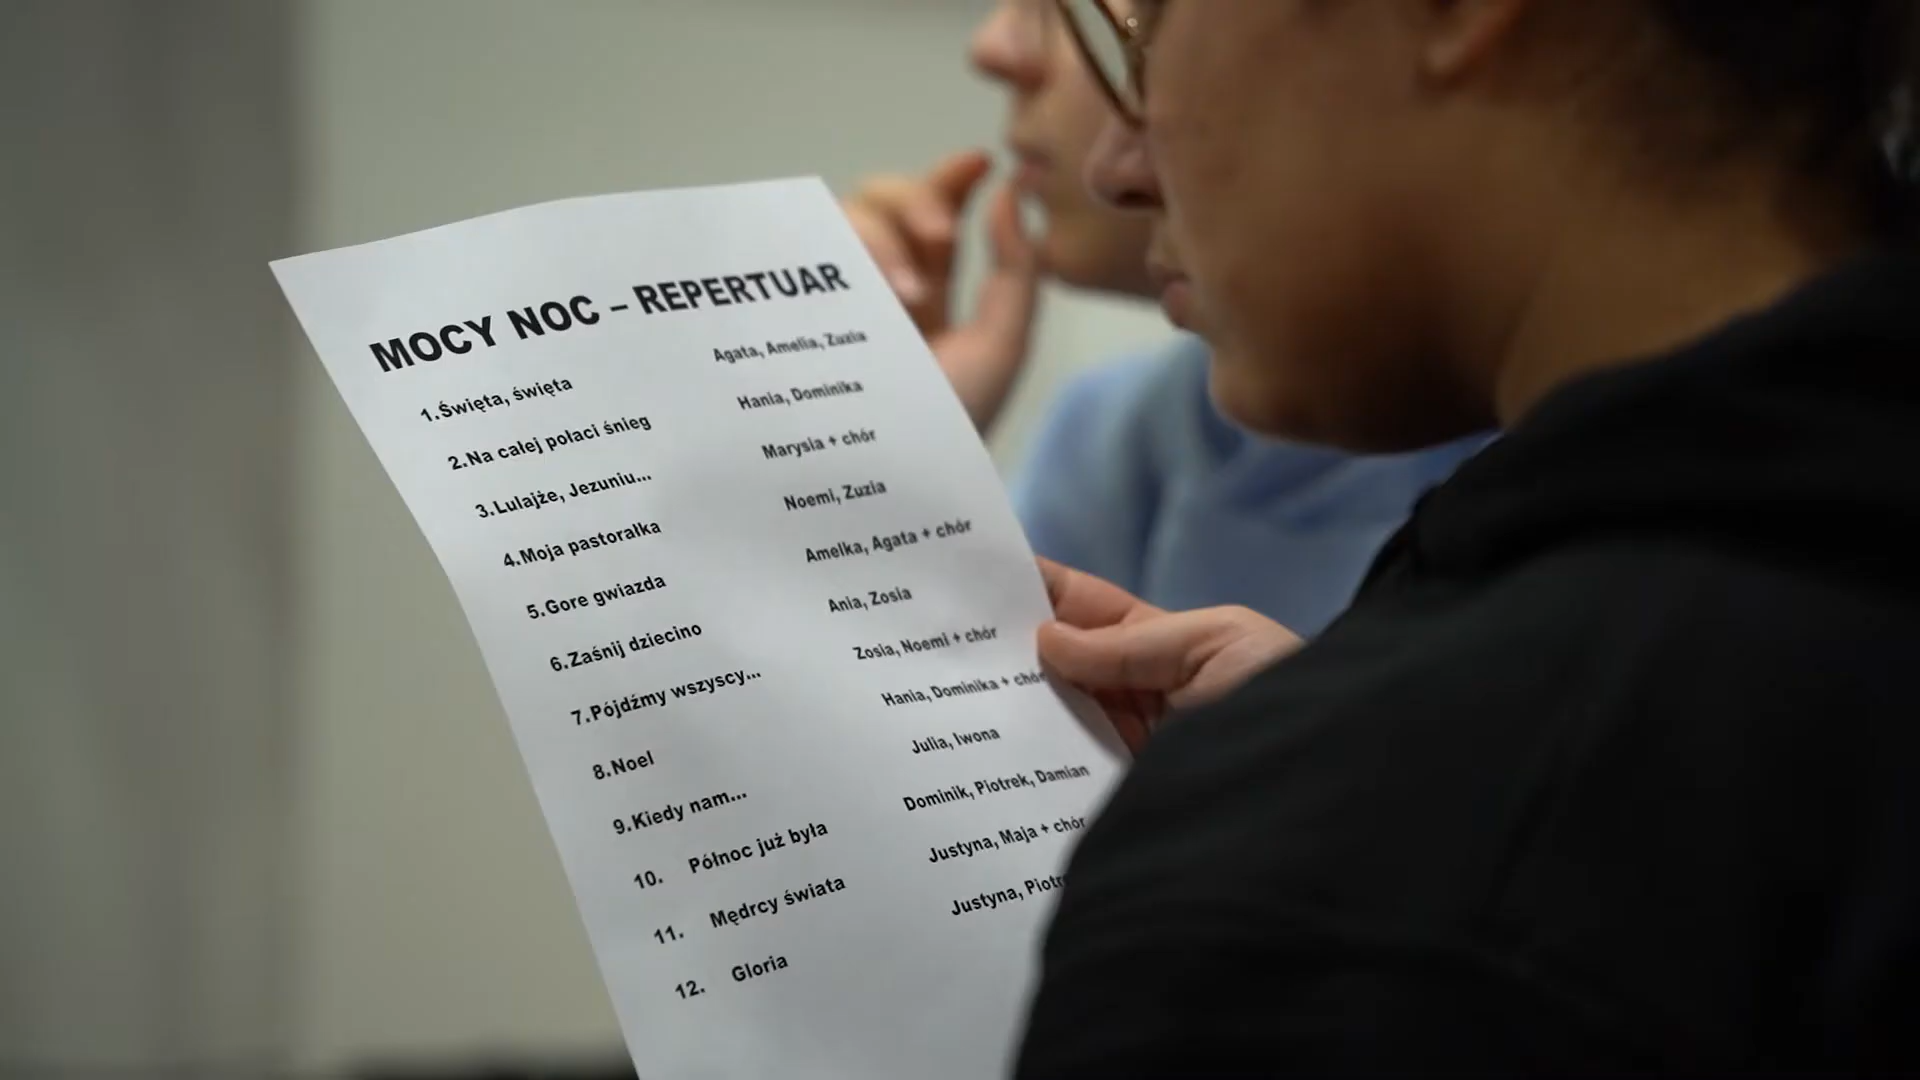 MOCY NOC – REPERTUAR
1.Święta, święta Agata, Amelia, Zuzia
2.Na całej połaci śnieg Hania, Dominika
3.Lulajże, Jezuniu... Marysia + chór
4.Moja pastorałka Noemi, Zuzia
5.Gore gwiazda Amelka, Agata + chór
6.Zaśnij dziecino Ania, Zosia
7.Pójdźmy wszyscy... Zosia, Noemi + chór
8.Noel Hania, Dominika + chór
9.Kiedy nam... Julia, Iwona
10. Północ już była Dominik, Piotrek, Damian
11. Mędrcy świata Justyna, Maja + chór
12. Gloria Justyna,